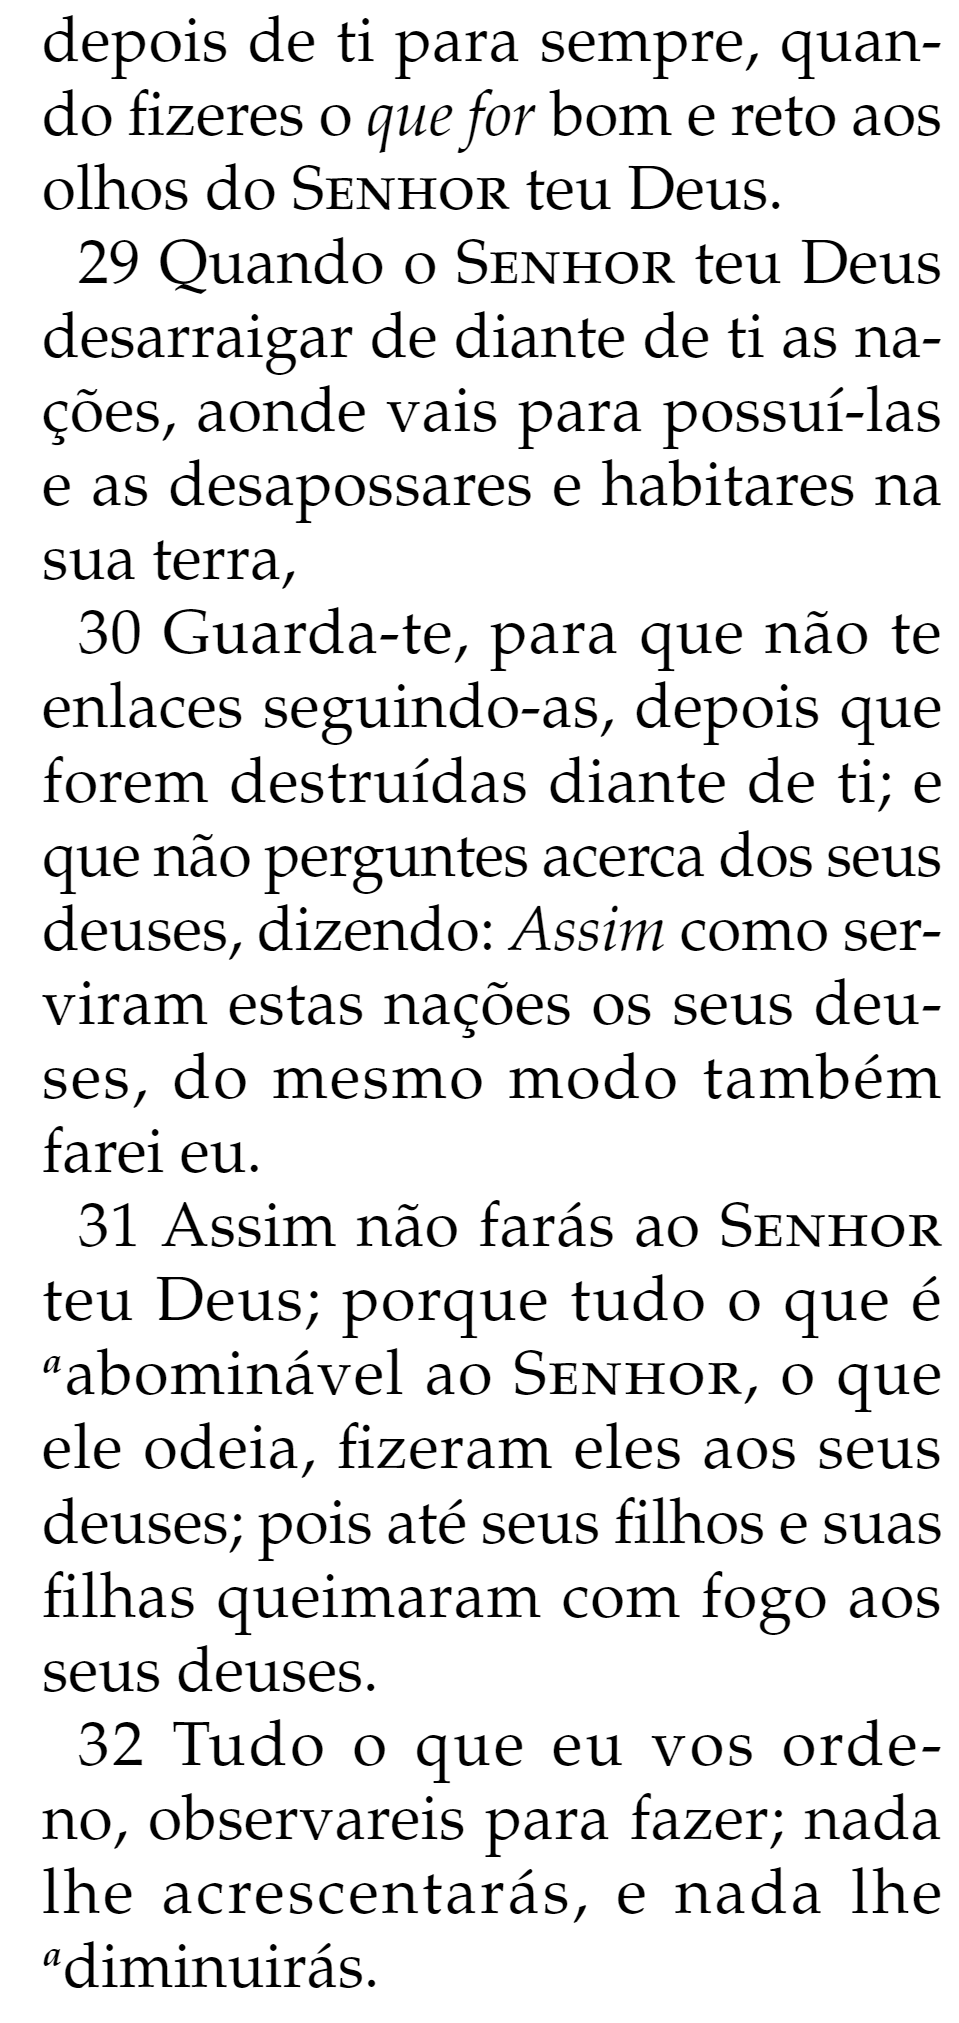 depois de ti para sempre, quan-
do fizeres o que for bom e reto aos
olhos do SENHOR teu Deus.
29 Quando o SENHOR teu Deus
desarraigar de diante de ti as na-
ções, aonde vais para possuí-las
e as desapossares e habitares na
sua terra,
30 Guarda-te, para que não te
enlaces seguindo-as, depois que
forem destruídas diante de ti; e
que não perguntes acerca dos seus
deuses, dizendo: Assim como ser-
viram estas nações os seus deu-
ses, do mesmo modo também
farei eu.
31 Assim não farás ao SENHOR
teu Deus; porque tudo o que é
ᵃabominável ao SENHOR, o que
ele odeia, fizeram eles aos seus
deuses; pois até seus filhos e suas
filhas queimaram com fogo aos
seus deuses.
32 Tudo o que eu vos orde-
no, observareis para fazer; nada
lhe acrescentarás, e nada lhe
ᵃdiminuirás.